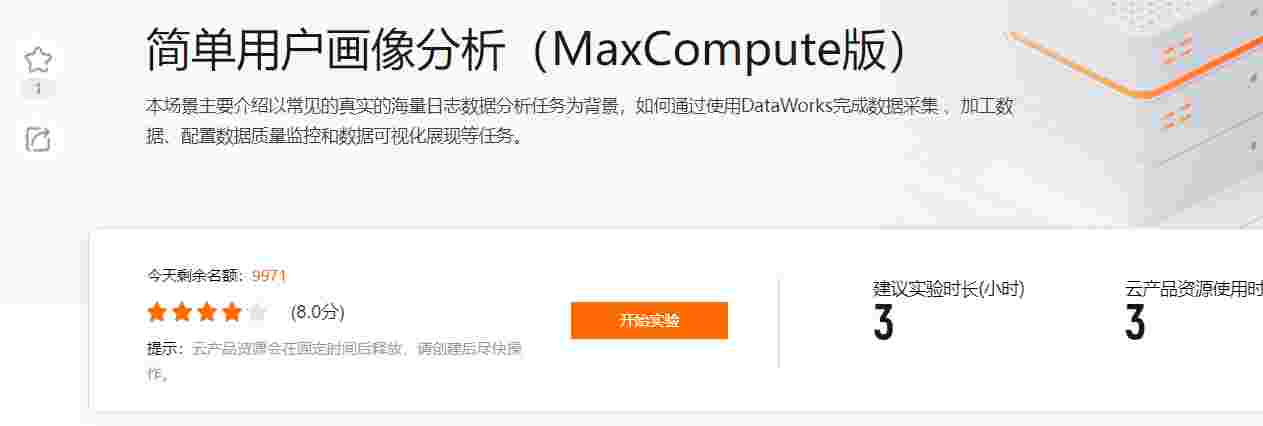 简单用户画像分析（MaxCompute版）
1
本场景主要介绍以常见的真实的海量日志数据分析任务为背景，如何通过使用DataWorks完成数据采集 、加工数
据、配置数据质量监控和数据可视化展现等任务。
今天剩余名额：9971
(8.0分)
开始实验
提示：云产品资源会在固定时间后释放，请创建后尽快操
作。
建议实验时长(小时)
3
云产品资源使用时
3